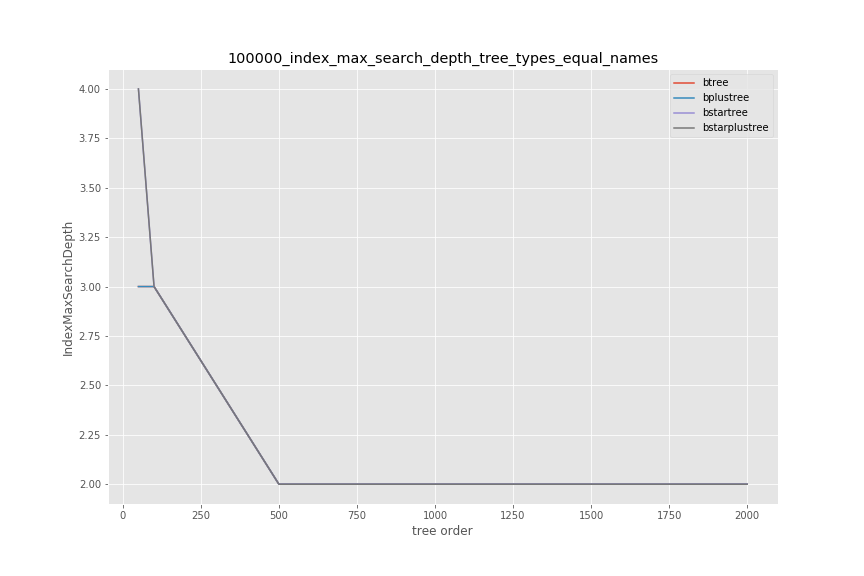 100000_index_max_search_depth_tree_types_equal_names
btree
bplustree
bstartree
bstarplustree
4.00
3.75
3.50
3.25
3.00
2.75
2.50
2.25
2.00
IndexMaxSearchDepth
0 250 500 750 1000 1250 1500 1750 2000
tree order